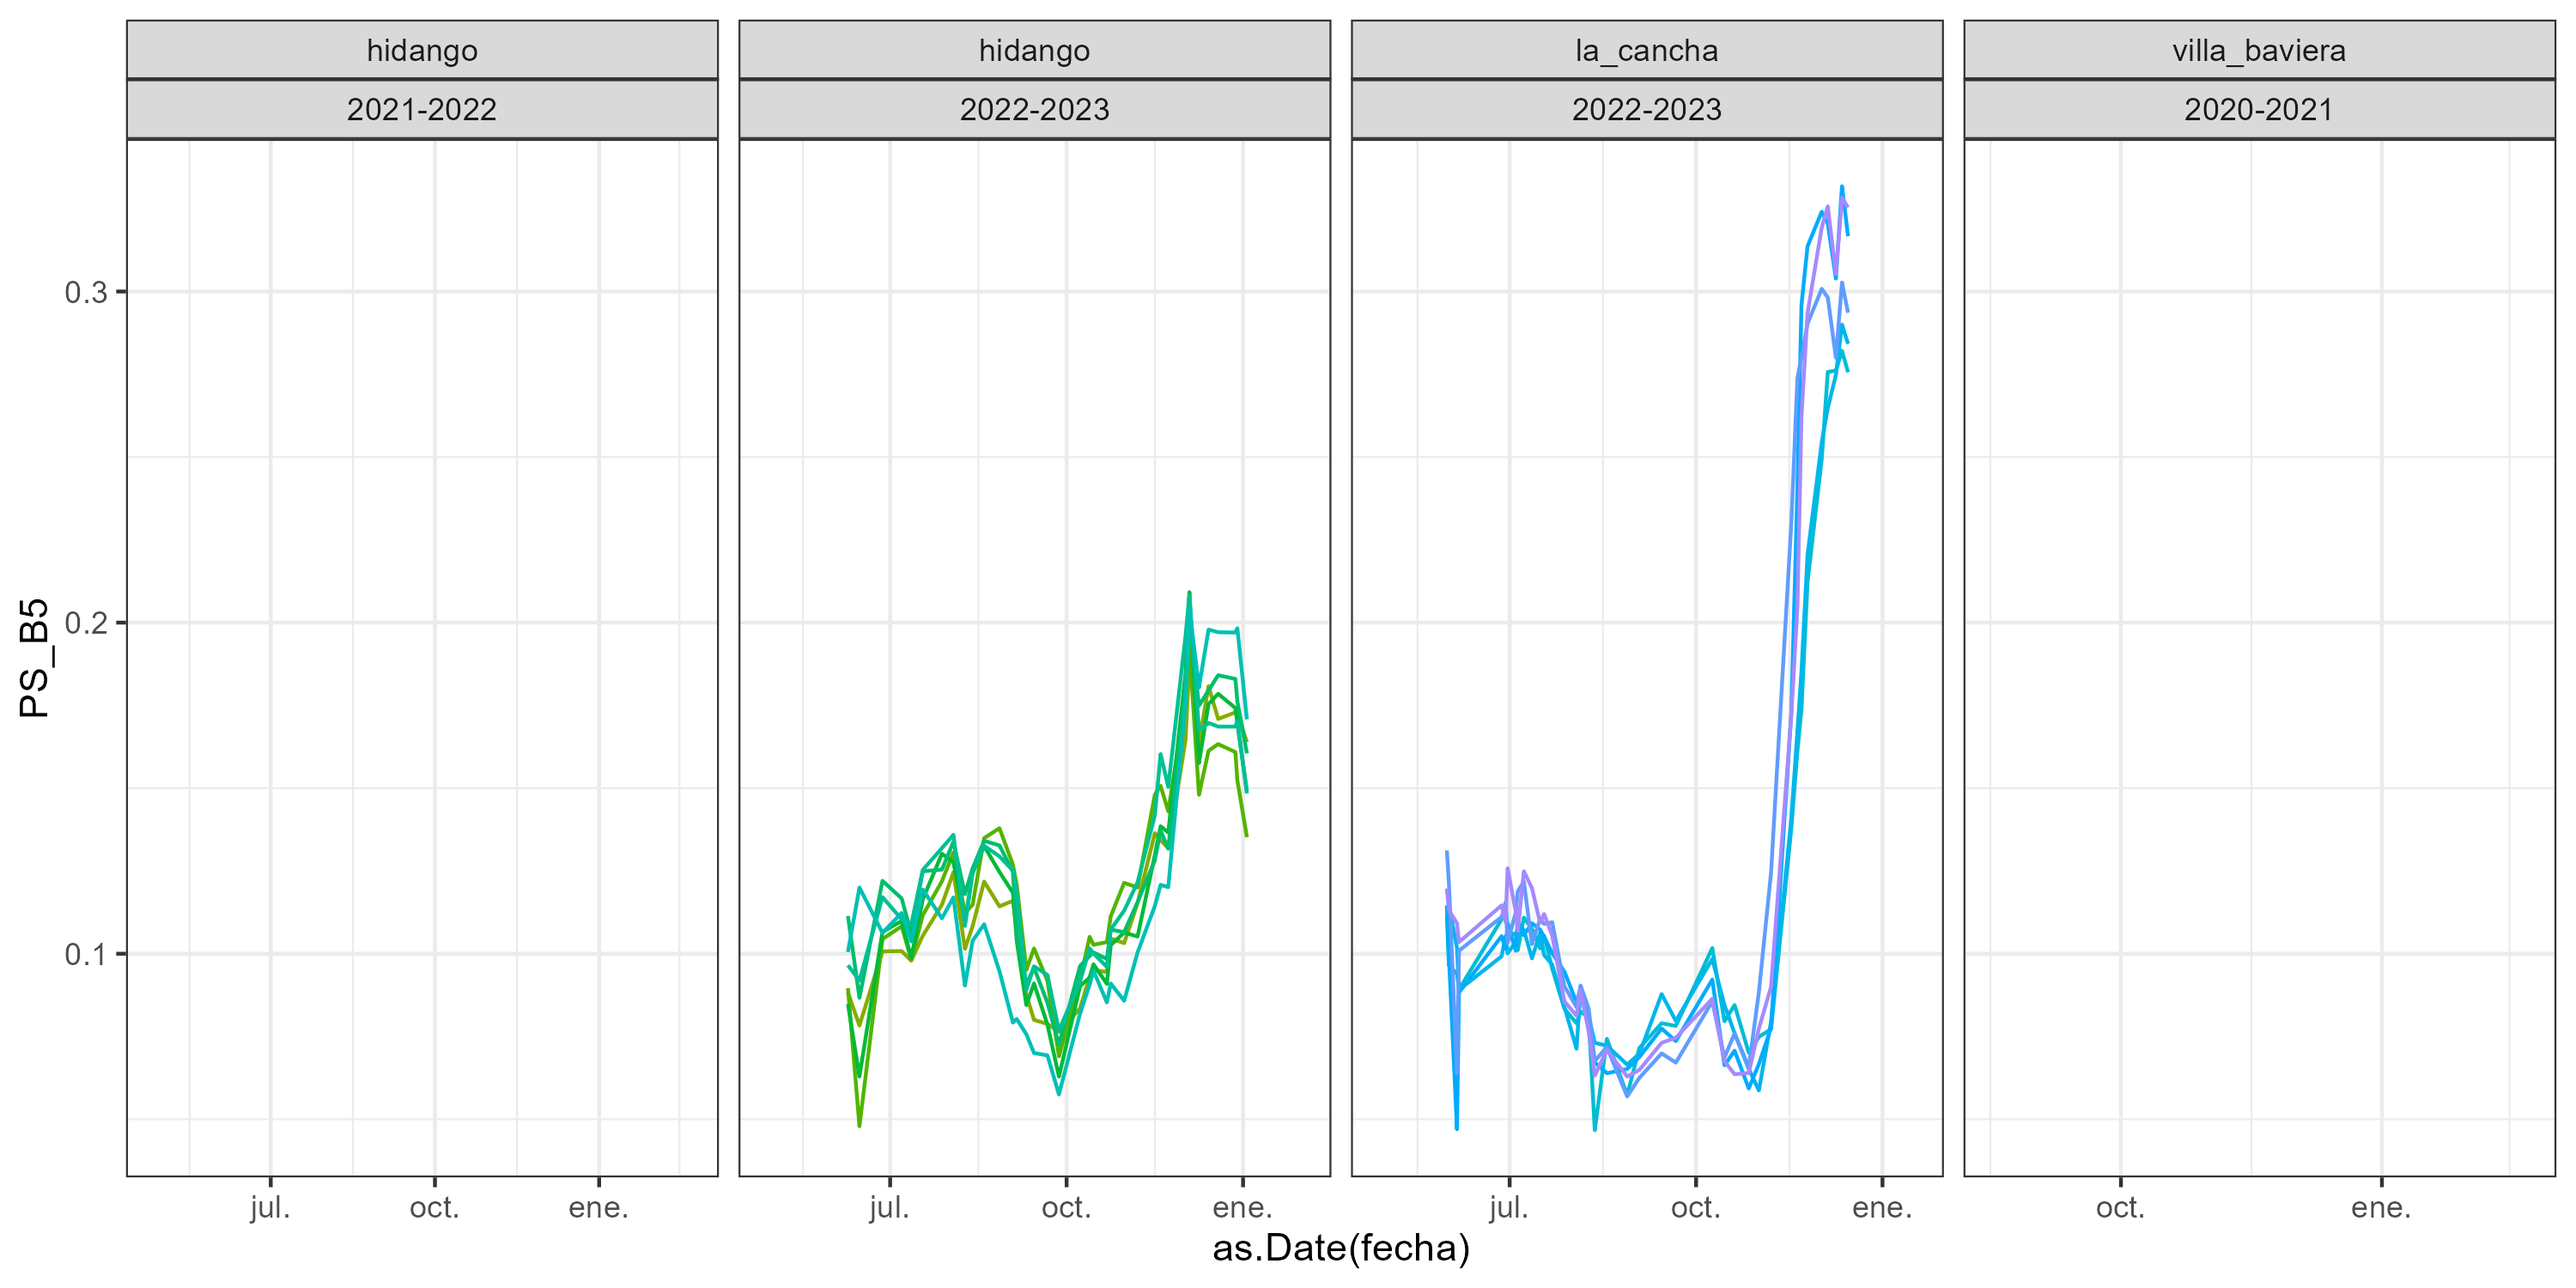 hidango hidango la_cancha villa_baviera
2021-2022 2022-2023 2022-2023 2020-2021
PS_B5
0.3
0.2
0.1
jul. oct. ene. jul. oct. ene. jul. oct. ene. oct. ene.
as.Date(fecha)